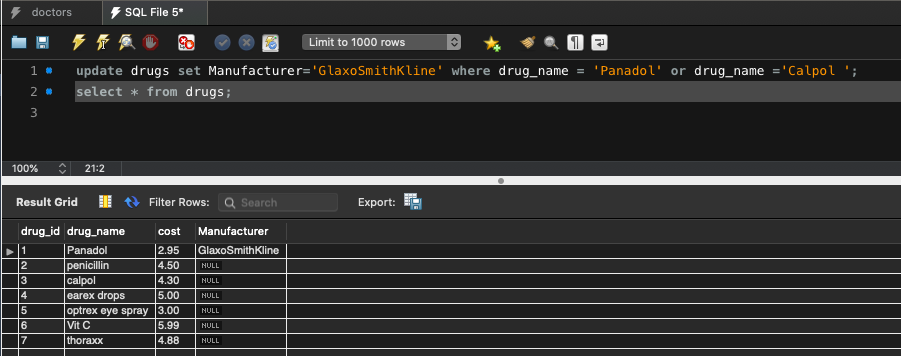 doctors SQL File 5*
Limit to 1000 rows
1 update drugs set Manufacturer='GlaxoSmithKline' where drug_name = 'Panadol' or drug_name ='Calpol ';
2 select * from drugs;
3
100% 21:2
Result Grid Filter Rows: Search Export:
drug_id drug_name cost Manufacturer
1 Panadol 2.95 GlaxoSmithKline
2 penicillin 4.50 NULL
3 calpol 4.30 NULL
4 earex drops 5.00 NULL
5 optrex eye spray 3.00 NULL
6 Vit C 5.99 NULL
7 thoraxx 4.88 NULL